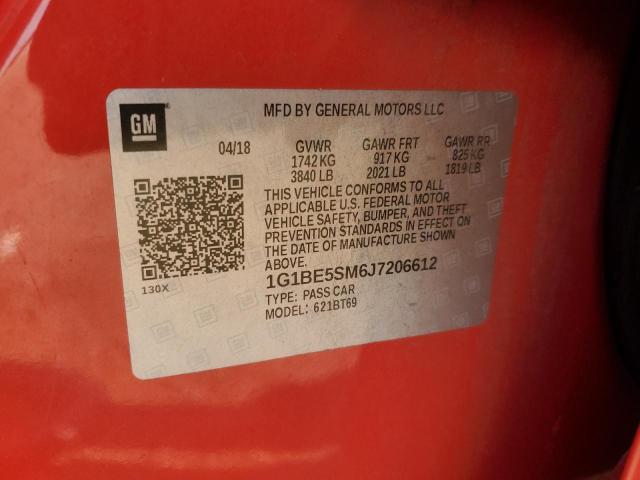 GM
MFD BY GENERAL MOTORS LLC
04/18 GVWR GAWR FRT GAWR RR
1742 KG 917 KG 825 KG
3840 LB 2021 LB 1819 LB
THIS VEHICLE CONFORMS TO ALL
APPLICABLE U.S. FEDERAL MOTOR
VEHICLE SAFETY, BUMPER, AND THEFT
PREVENTION STANDARDS IN EFFECT ON
THE DATE OF MANUFACTURE SHOWN
ABOVE.
130X
1G1BE5SM6J7206612
TYPE: PASS CAR
MODEL: 621BT69